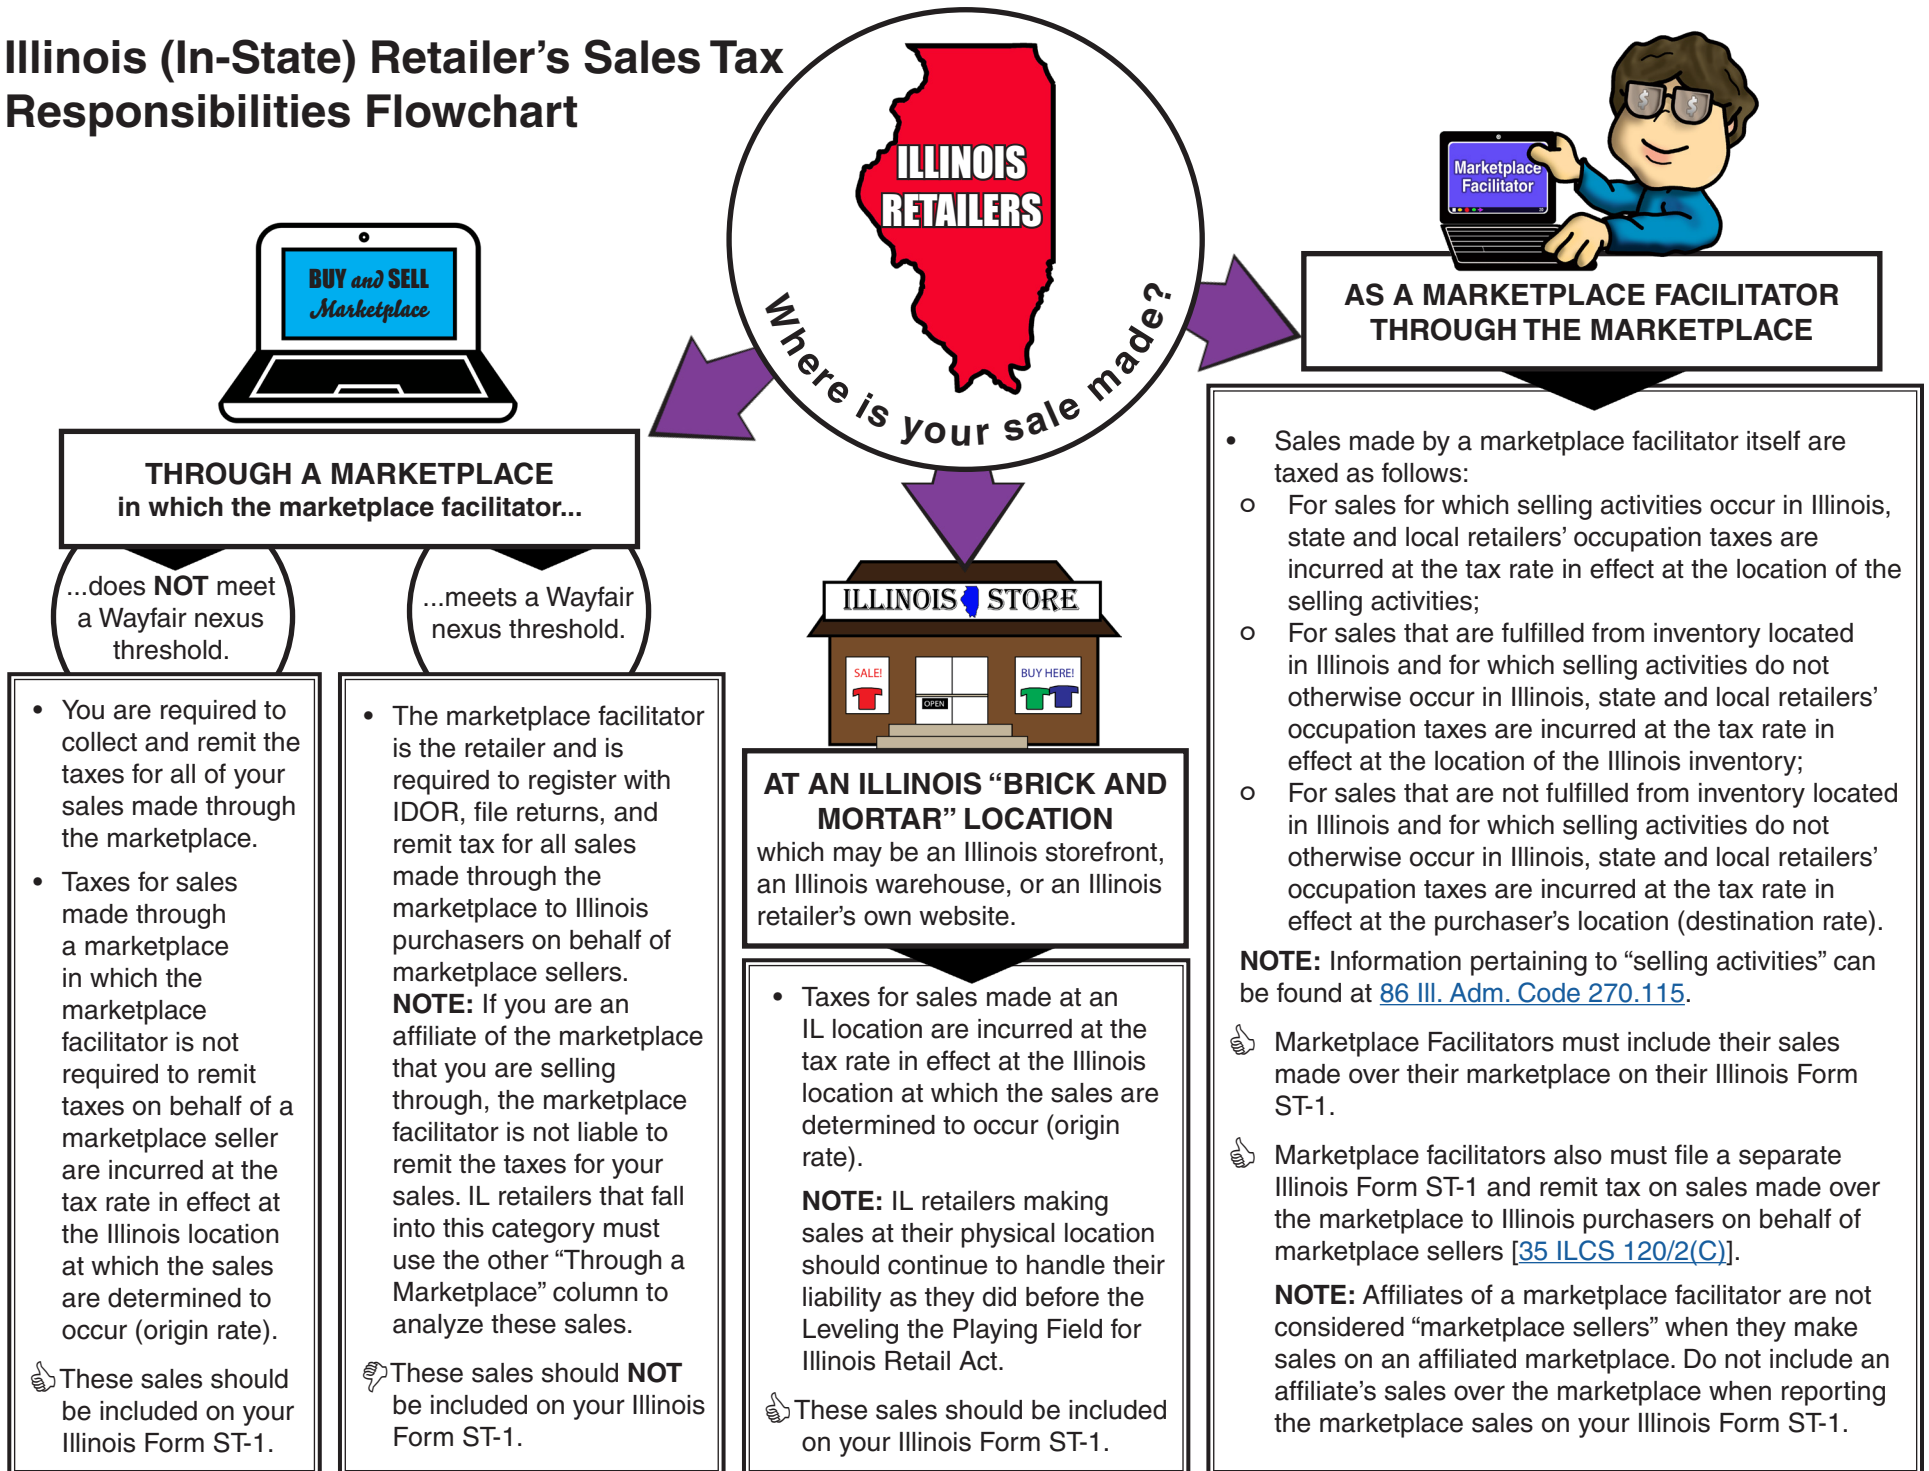 Illinois (In-State) Retailer's Sales Tax
Responsibilities Flowchart
ILLINOIS
RETAILERS
Where is your sale made?
BUY and SELL
Marketplace
THROUGH A MARKETPLACE
in which the marketplace facilitator...
...does NOT meet
a Wayfair nexus
threshold.
• You are required to
collect and remit the
taxes for all of your
sales made through
the marketplace.
• Taxes for sales
made through
a marketplace
in which the
marketplace
facilitator is not
required to remit
taxes on behalf of a
marketplace seller
are incurred at the
tax rate in effect at
the Illinois location
at which the sales
are determined to
occur (origin rate).
These sales should
be included on your
Illinois Form ST-1.
...meets a Wayfair
nexus threshold.
• The marketplace facilitator
is the retailer and is
required to register with
IDOR, file returns, and
remit tax for all sales
made through the
marketplace to Illinois
purchasers on behalf of
marketplace sellers.
NOTE: If you are an
affiliate of the marketplace
that you are selling
through, the marketplace
facilitator is not liable to
remit the taxes for your
sales. IL retailers that fall
into this category must
use the other “Through a
Marketplace” column to
analyze these sales.
These sales should NOT
be included on your Illinois
Form ST-1.
ILLINOIS STORE
SALE!
OPEN
BUY HERE!
AT AN ILLINOIS “BRICK AND
MORTAR” LOCATION
which may be an Illinois storefront,
an Illinois warehouse, or an Illinois
retailer's own website.
• Taxes for sales made at an
IL location are incurred at the
tax rate in effect at the Illinois
location at which the sales are
determined to occur (origin
rate).
NOTE: IL retailers making
sales at their physical location
should continue to handle their
liability as they did before the
Leveling the Playing Field for
Illinois Retail Act.
These sales should be included
on your Illinois Form ST-1.
Marketplace
Facilitator
AS A MARKETPLACE FACILITATOR
THROUGH THE MARKETPLACE
• Sales made by a marketplace facilitator itself are
taxed as follows:
o For sales for which selling activities occur in Illinois,
state and local retailers' occupation taxes are
incurred at the tax rate in effect at the location of the
selling activities;
o For sales that are fulfilled from inventory located
in Illinois and for which selling activities do not
otherwise occur in Illinois, state and local retailers'
occupation taxes are incurred at the tax rate in
effect at the location of the Illinois inventory;
o For sales that are not fulfilled from inventory located
in Illinois and for which selling activities do not
otherwise occur in Illinois, state and local retailers'
occupation taxes are incurred at the tax rate in
effect at the purchaser's location (destination rate).
NOTE: Information pertaining to “selling activities” can
be found at 86 Ill. Adm. Code 270.115.
Marketplace Facilitators must include their sales
made over their marketplace on their Illinois Form
ST-1.
Marketplace facilitators also must file a separate
Illinois Form ST-1 and remit tax on sales made over
the marketplace to Illinois purchasers on behalf of
marketplace sellers [35 ILCS 120/2(C)].
NOTE: Affiliates of a marketplace facilitator are not
considered “marketplace sellers” when they make
sales on an affiliated marketplace. Do not include an
affiliate's sales over the marketplace when reporting
the marketplace sales on your Illinois Form ST-1.